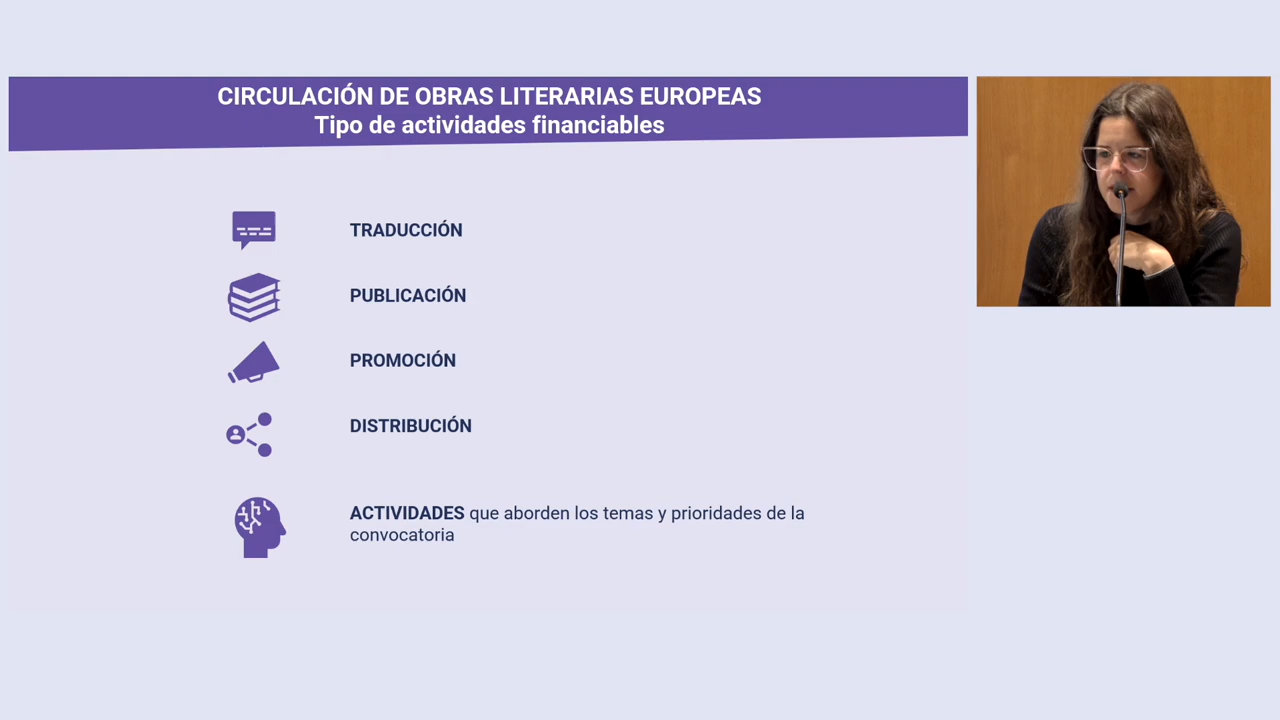 CIRCULACIÓN DE OBRAS LITERARIAS EUROPEAS
Tipo de actividades financiables
TRADUCCIÓN
PUBLICACIÓN
PROMOCIÓN
DISTRIBUCIÓN
ACTIVIDADES que aborden los temas y prioridades de la
convocatoria